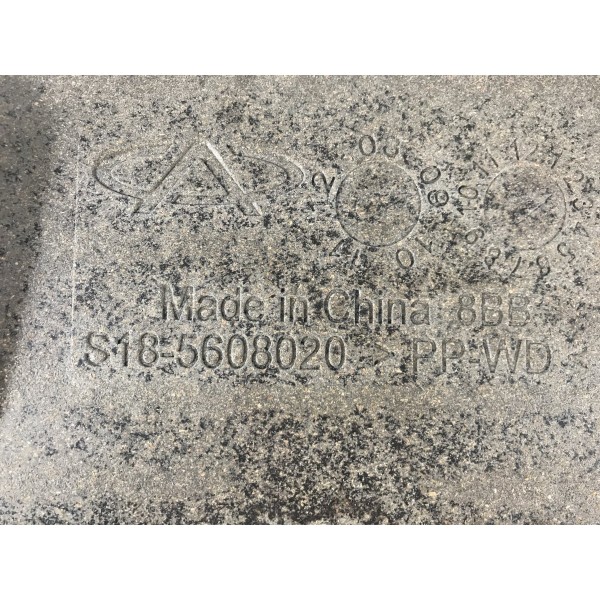 Made in China 8BB
S18-5608020 >PP-WD<